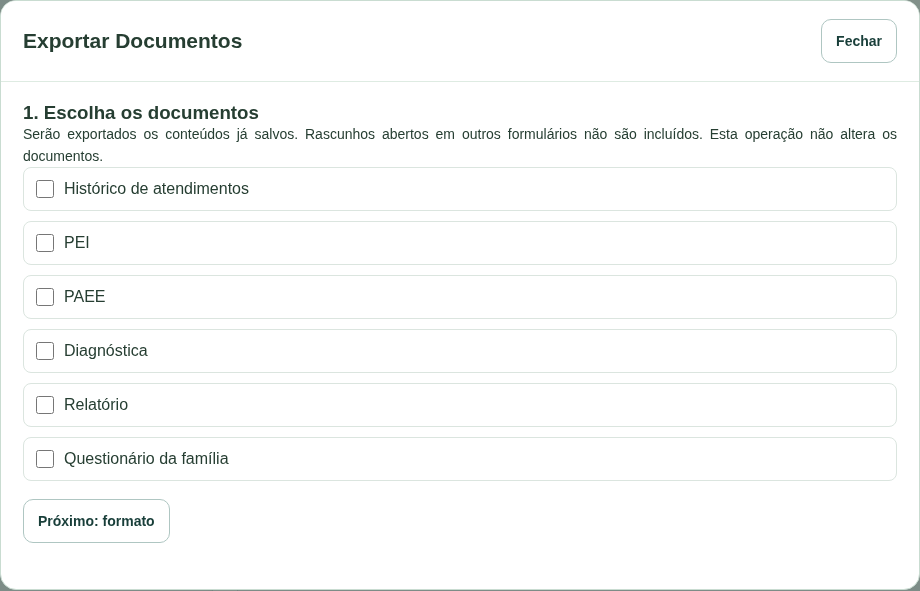 Exportar Documentos
Fechar
1. Escolha os documentos
Serão exportados os conteúdos já salvos. Rascunhos abertos em outros formulários não são incluídos. Esta operação não altera os
documentos.
Histórico de atendimentos
PEI
PAEE
Diagnóstica
Relatório
Questionário da família
Próximo: formato